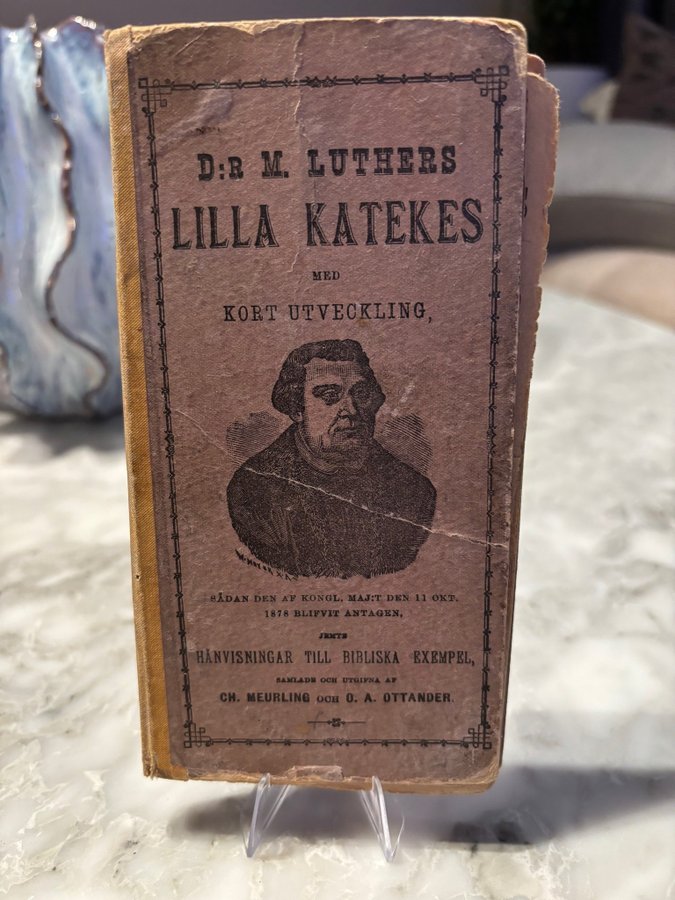 D:R M. LUTHERS
LILLA KATEKES
MED
KORT UTVECKLING,
SÅDAN DEN AF KONGL. MAJ:T DEN 11 OKT.
1878 BLIFVIT ANTAGEN,
JEMTE
HÄNVISNINGAR TILL BIBLISKA EXEMPEL,
SAMLADE OCH UTGIFNA AF
CH. MEURLING OCH O. A. OTTANDER.